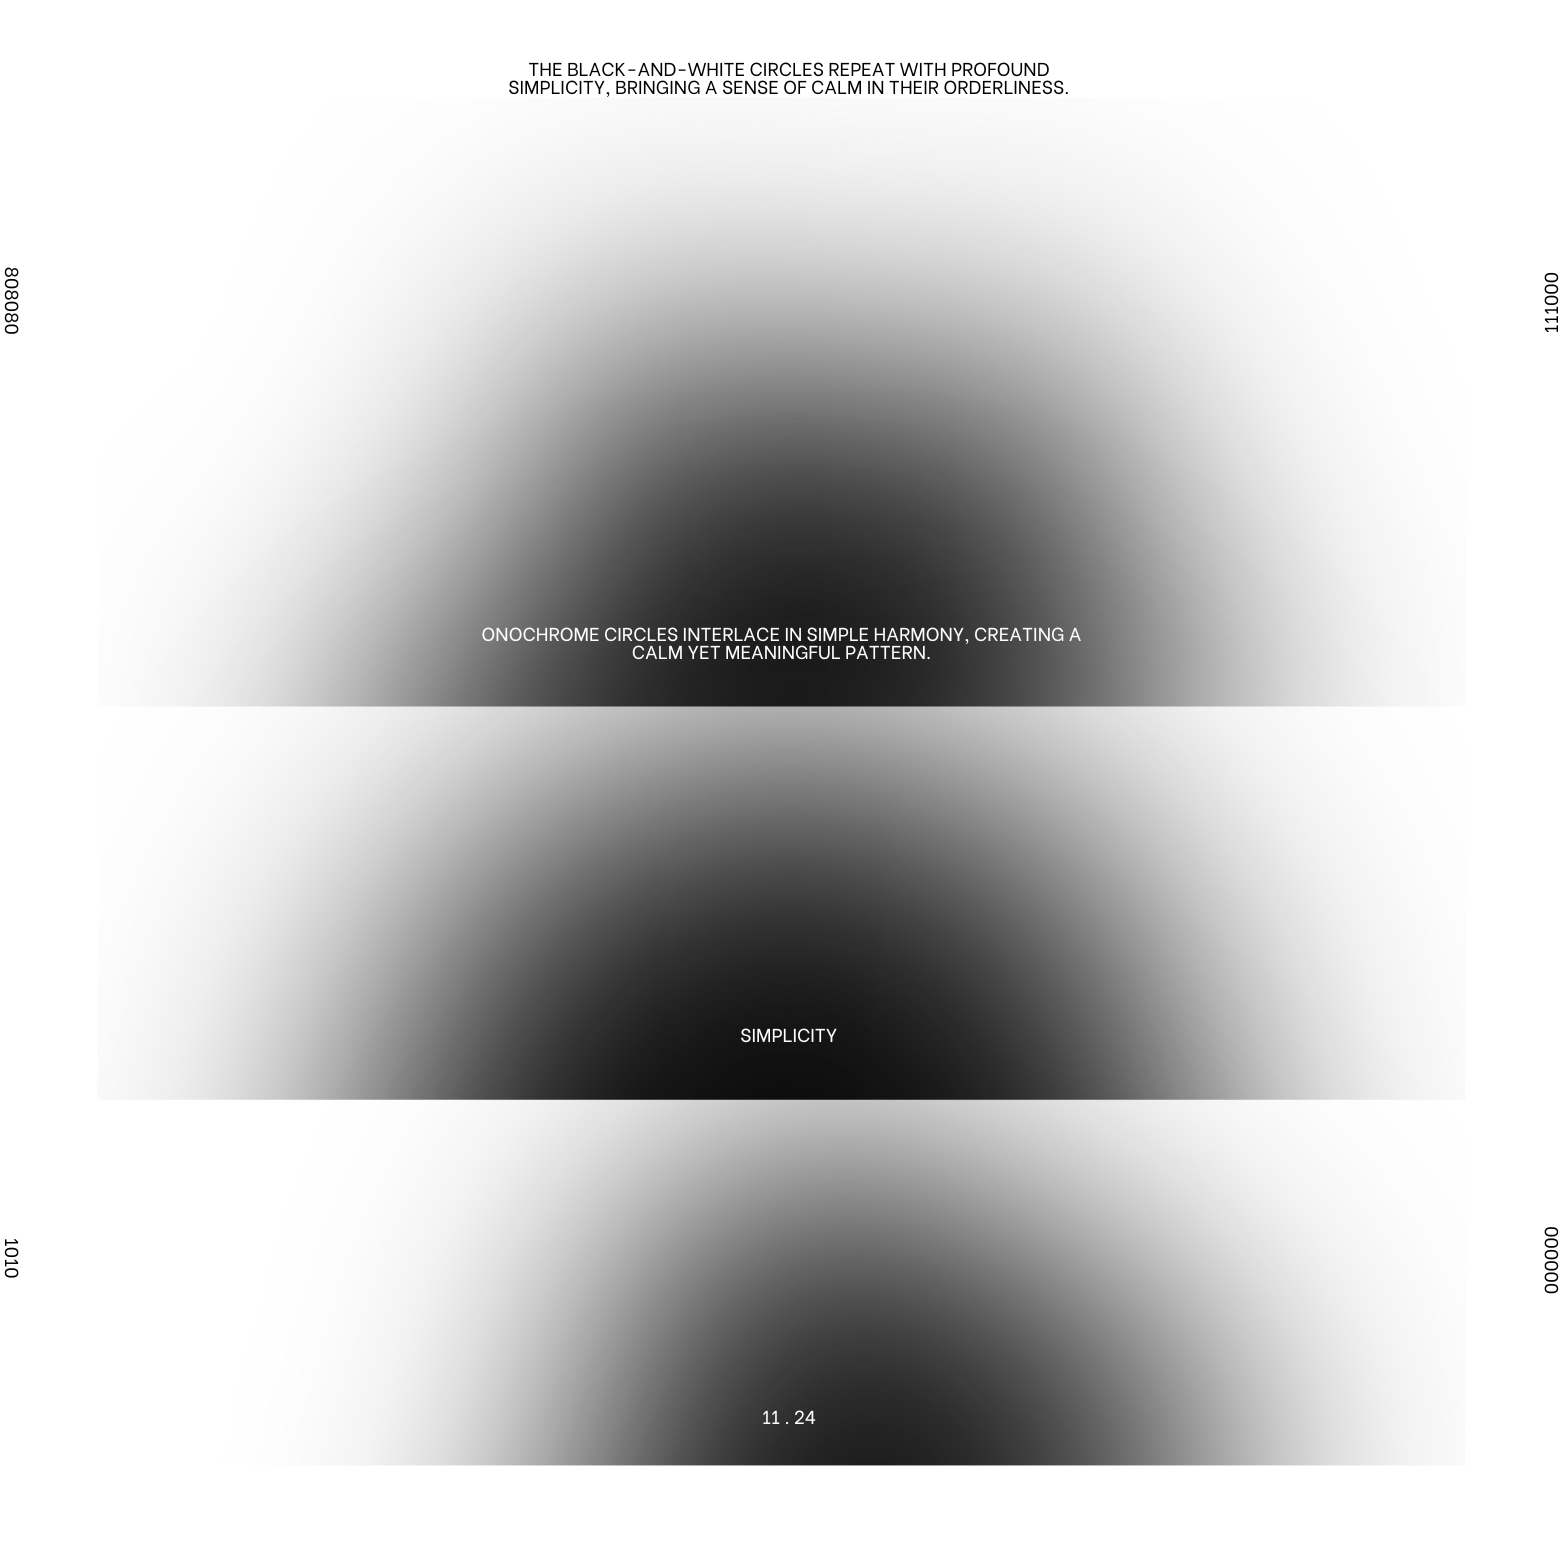 THE BLACK-AND-WHITE CIRCLES REPEAT WITH PROFOUND
SIMPLICITY, BRINGING A SENSE OF CALM IN THEIR ORDERLINESS.
808080
111000
ONOCHROME CIRCLES INTERLACE IN SIMPLE HARMONY, CREATING A
CALM YET MEANINGFUL PATTERN.
SIMPLICITY
1010
000000
11 . 24